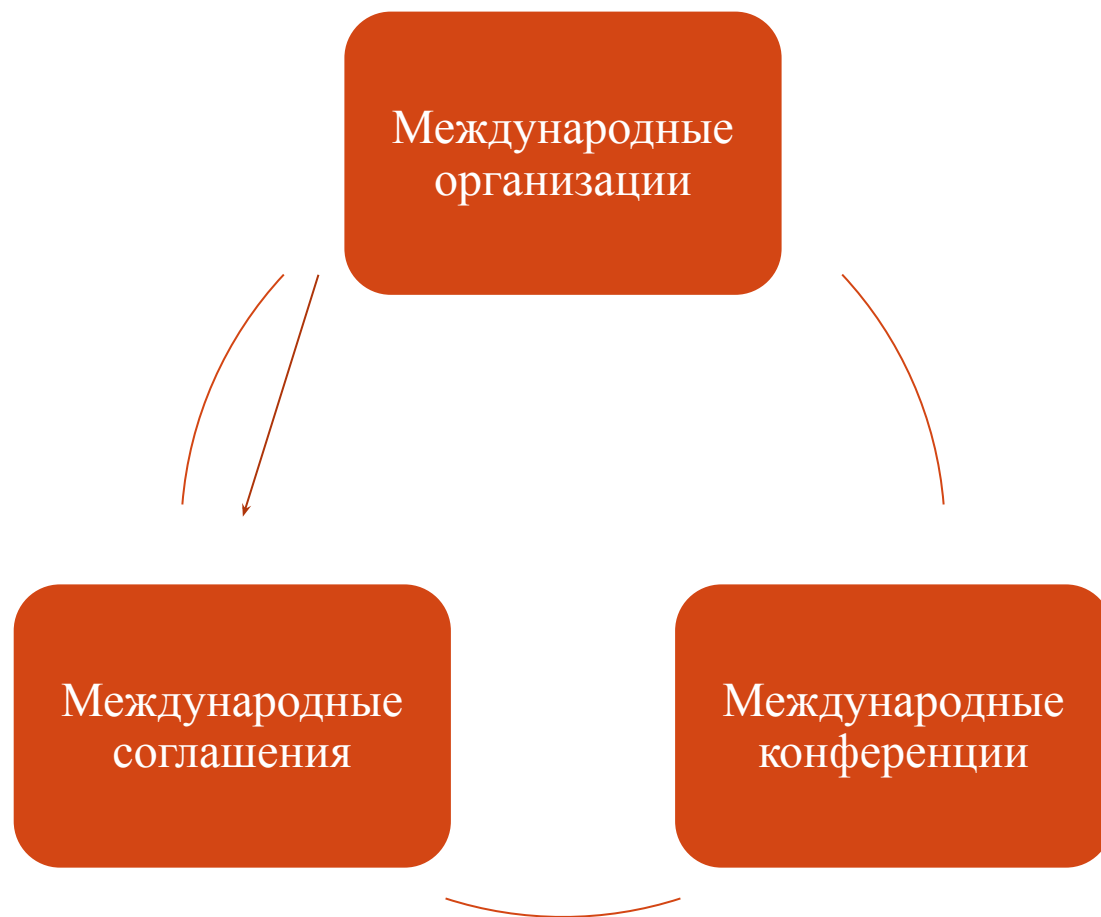 Международные
организации
Международные
соглашения
Международные
конференции